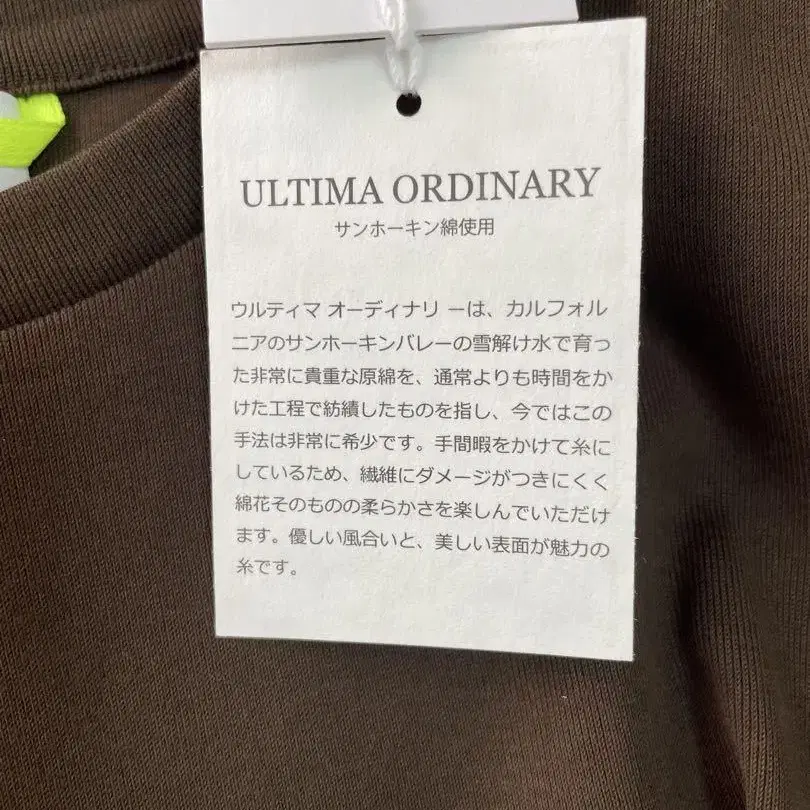 ULTIMA ORDINARY
サンホーキン綿使用
ウルティマ オーディナリ ーは、カルフォル
ニアのサンホーキンバレーの雪解け水で育っ
た非常に貴重な原綿を、通常よりも時間をか
けた工程で紡績したものを指し、今ではこの
手法は非常に希少です。手間暇をかけて糸に
しているため、繊維にダメージがつきにくく
綿花そのものの柔らかさを楽しんでいただけ
ます。優しい風合いと、美しい表面が魅力の
糸です。